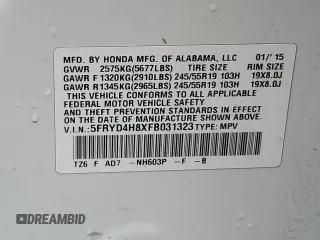 MFD. BY HONDA MFG. OF ALABAMA, LLC 01/'15
GVWR 2575KG(5677LBS) TIRE SIZE RIM SIZE
GAWR F 1320KG(2910LBS) 245/55R19 103H 19X8.0J
GAWR R 1345KG(2965LBS) 245/55R19 103H 19X8.0J
THIS VEHICLE CONFORMS TO ALL APPLICABLE
FEDERAL MOTOR VEHICLE SAFETY AND
THEFT PREVENTION STANDARDS IN EFFECT ON
THE DATE OF MANUFACTURE SHOWN ABOVE.
V.I.N.: 5FRYD4H8XFB031323 TYPE: MPV
TZ6 F AD7 -NH603P -F -B
BIDFAX.INFO